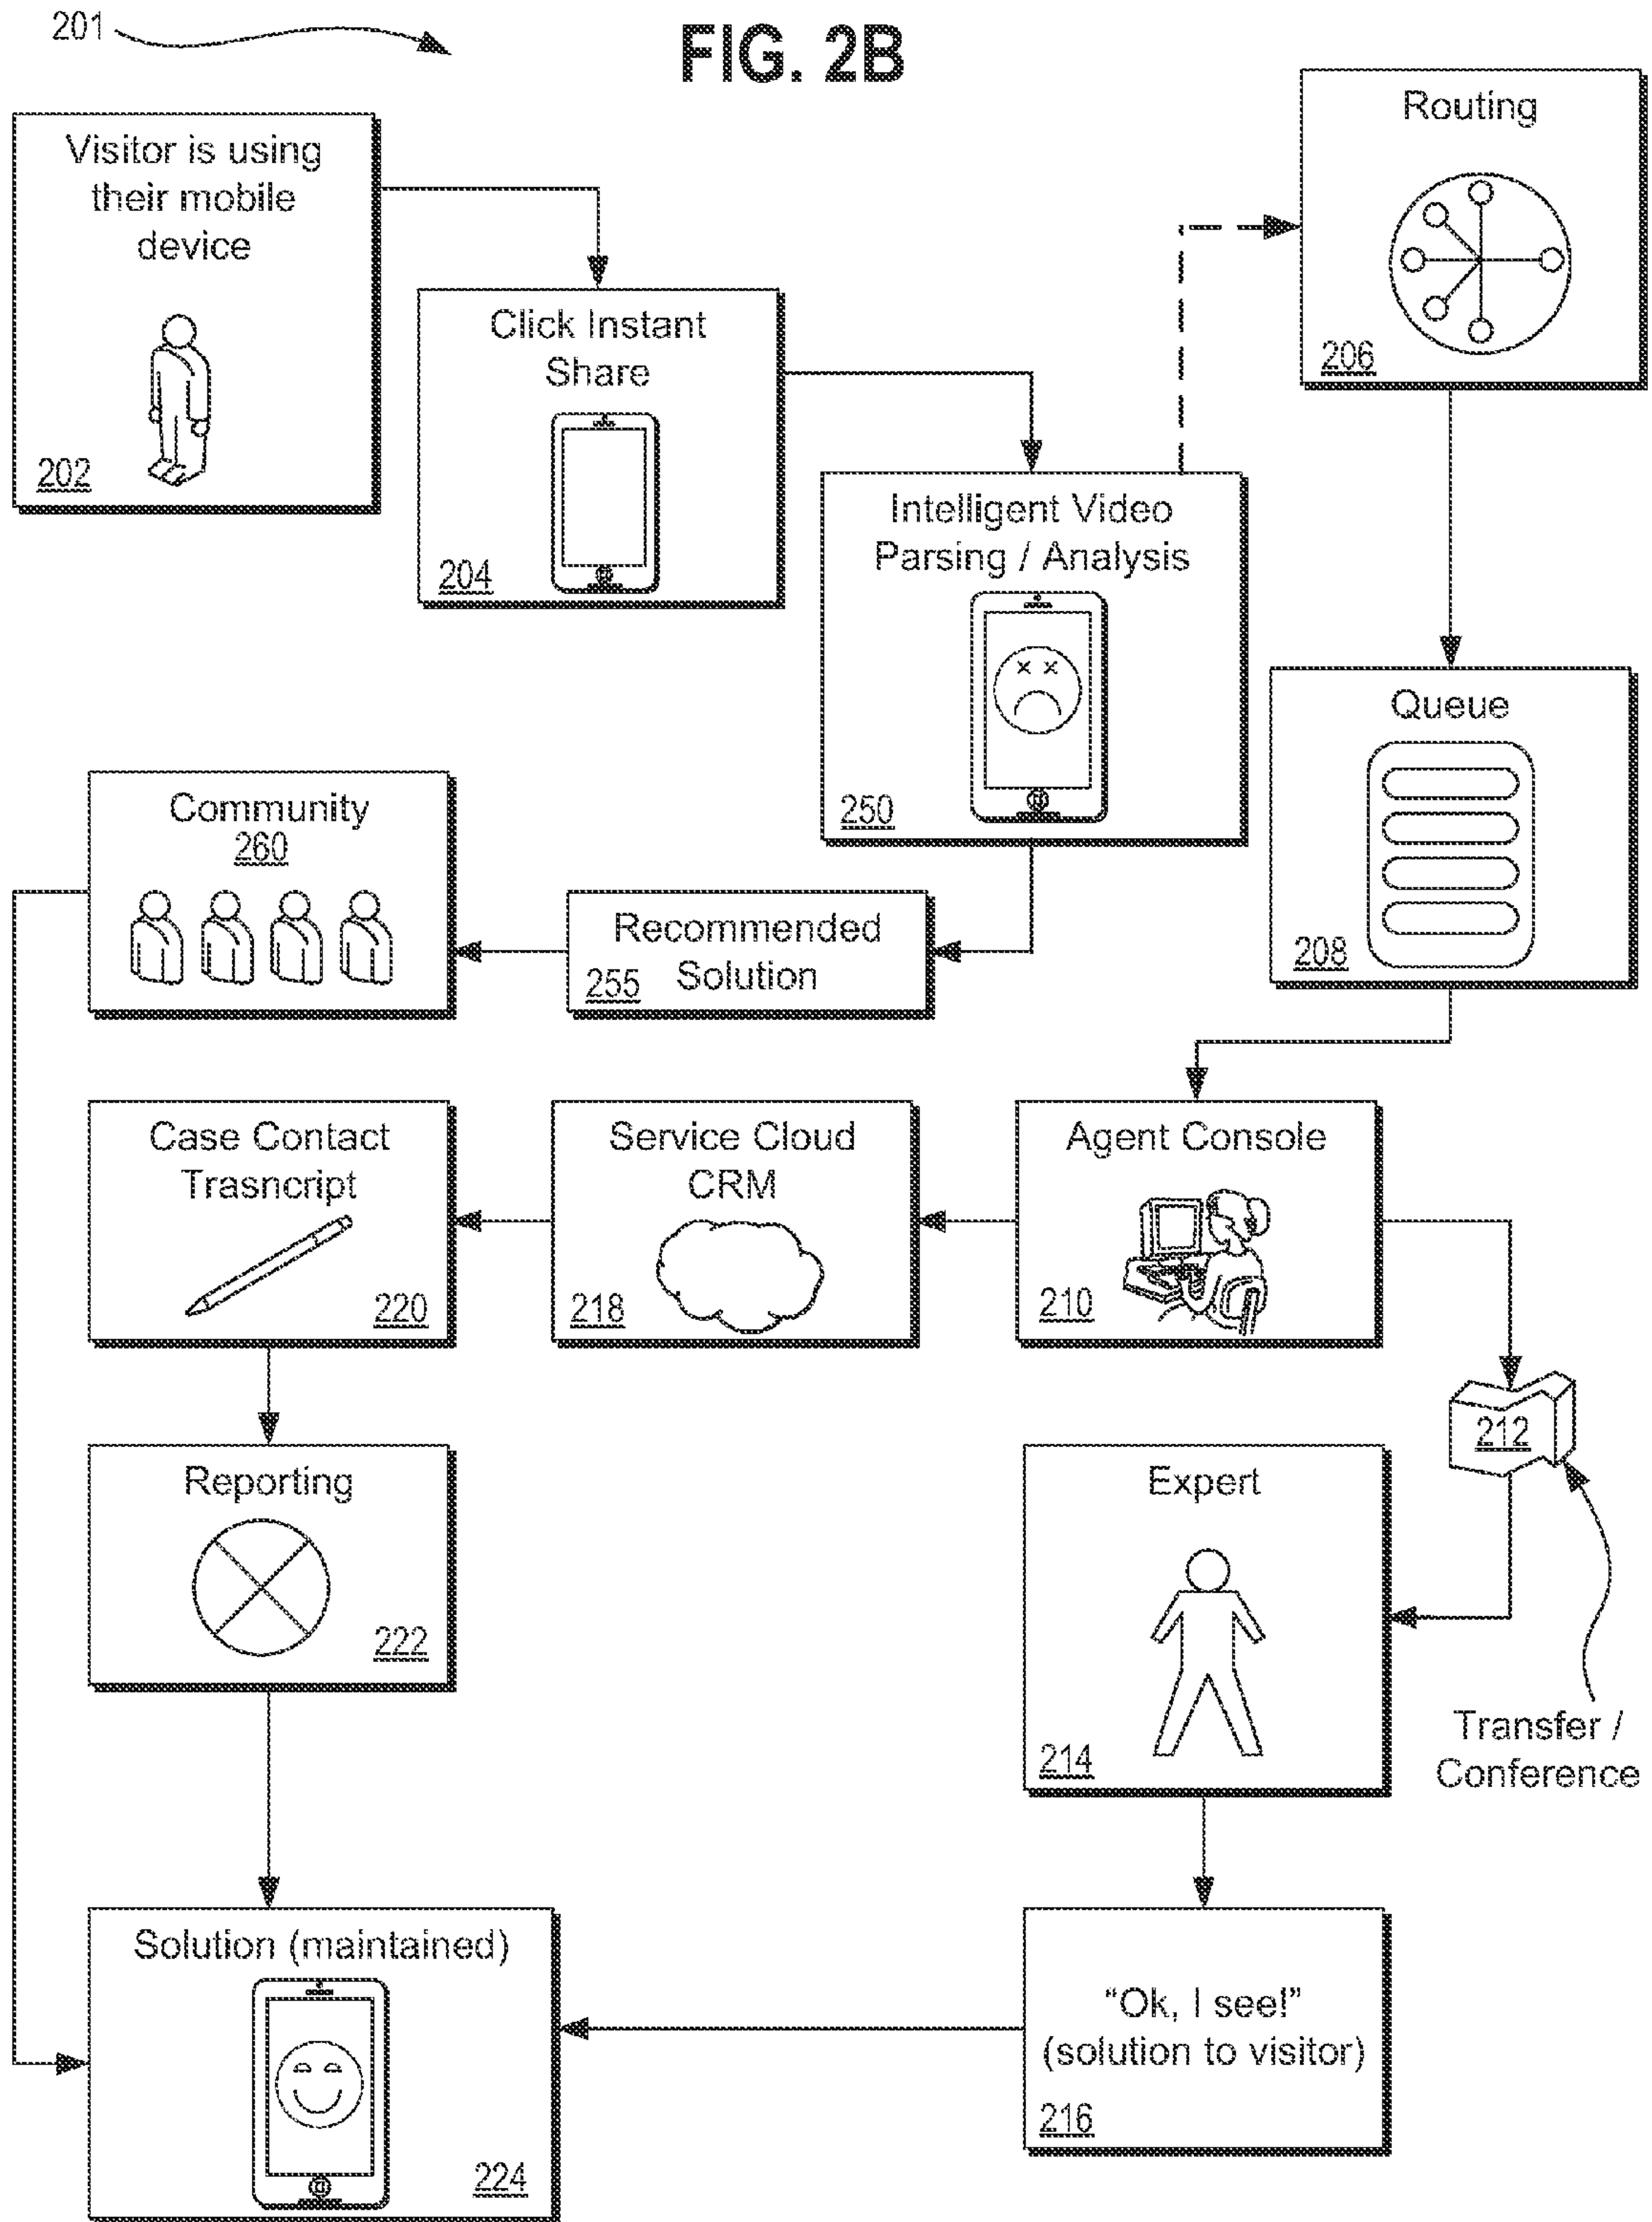 201
FIG. 2B
Visitor is using
their mobile
device
202
Click Instant
Share
204
Intelligent Video
Parsing / Analysis
250
Routing
206
Queue
208
Community
260
Recommended
Solution
255
Case Contact
Trasncript
220
Service Cloud
CRM
218
Agent Console
210
212
Transfer /
Conference
Reporting
222
Expert
214
Solution (maintained)
224
“Ok, I see!”
(solution to visitor)
216